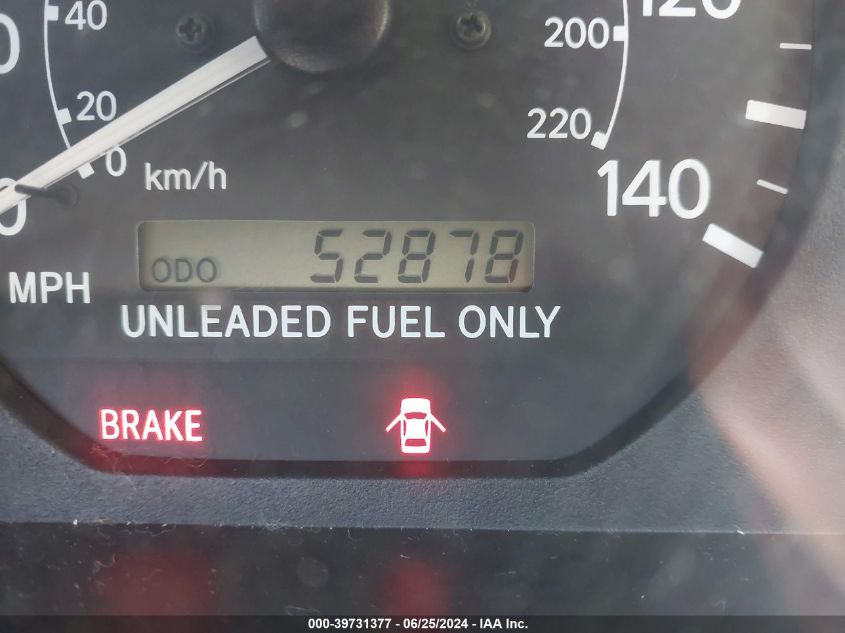 40
120
200
20
220
0
km/h
140
0
MPH
ODO 52878
UNLEADED FUEL ONLY
BRAKE
000-39731377 - 06/25/2024 - IAA Inc.